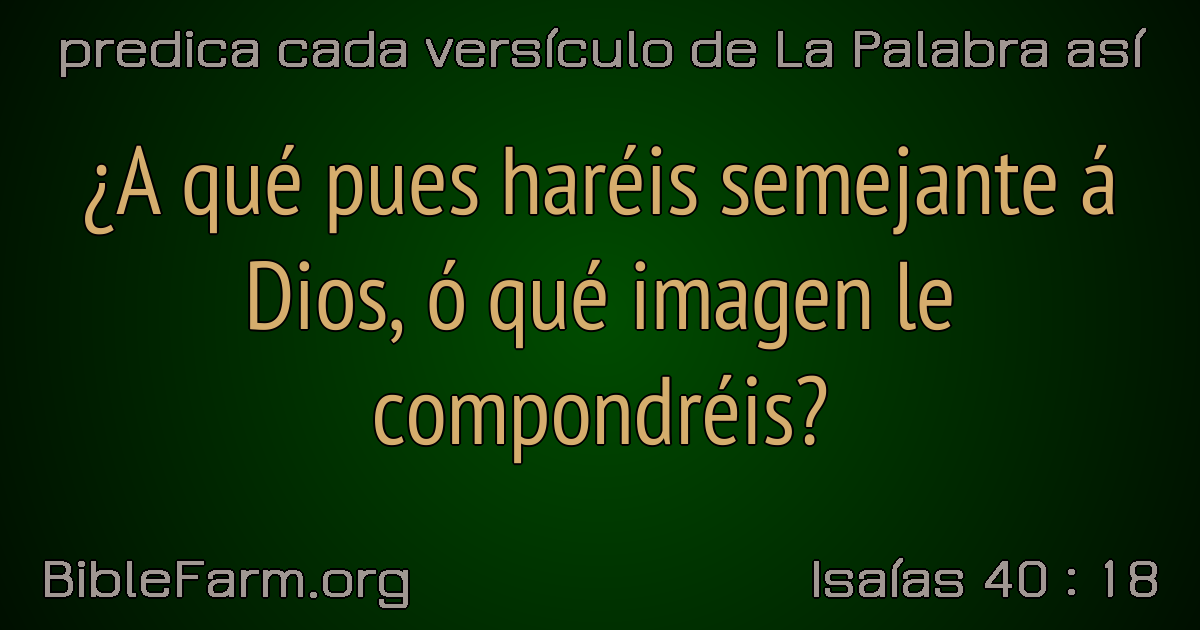 predica cada versículo de La Palabra así
¿A qué pues haréis semejante á
Dios, ó qué imagen le
compondréis?
BibleFarm.org
Isaías 40 : 18